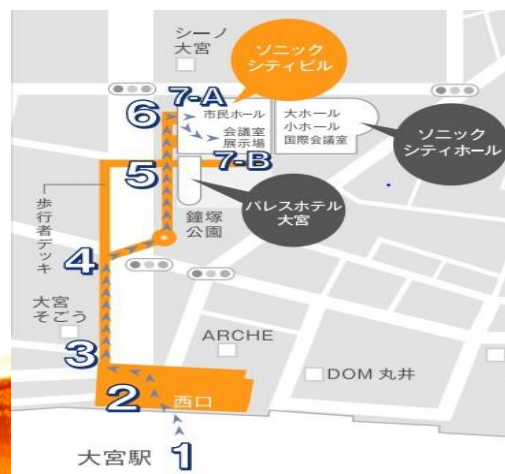 シーノ
大宮
ソニック
シティビル
7-A
6
市民ホール
会議室
展示場
大ホール
小ホール
国際会議室
ソニック
シティホール
7-B
5
パレスホテル
大宮
鐘塚
公園
歩行者デッキ
4
大宮
そごう
3
ARCHE
DOM 丸井
2
西口
大宮駅
1